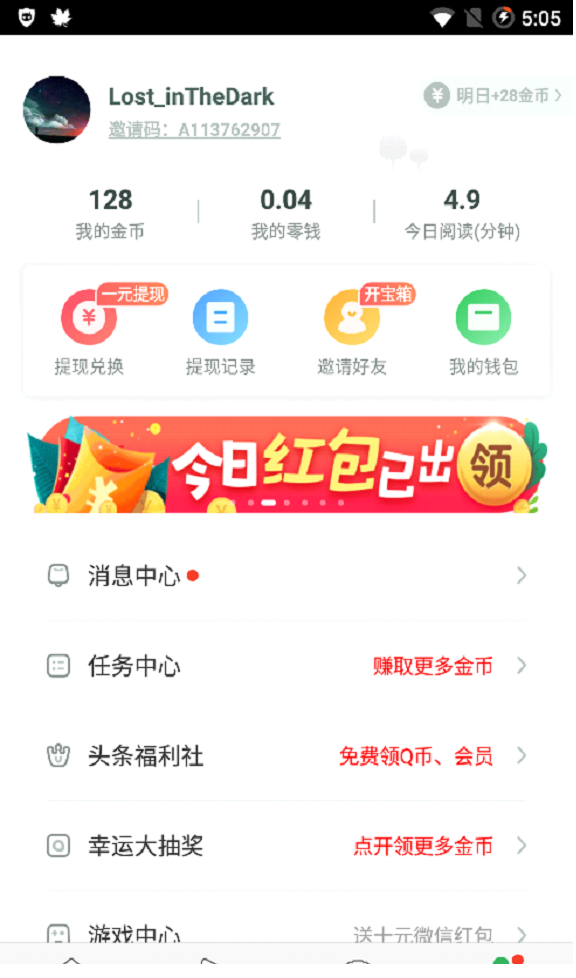 5:05
Lost_inTheDark
¥ 明日+28金币
邀请码：A113762907
128 0.04 4.9
我的金币 我的零钱 今日阅读(分钟)
一元提现 开宝箱
¥
提现兑换 提现记录 邀请好友 我的钱包
今日红包已出 领
消息中心
任务中心 赚取更多金币
头条福利社 免费领Q币、会员
幸运大抽奖 点开领更多金币
游戏中心 送十元微信红包